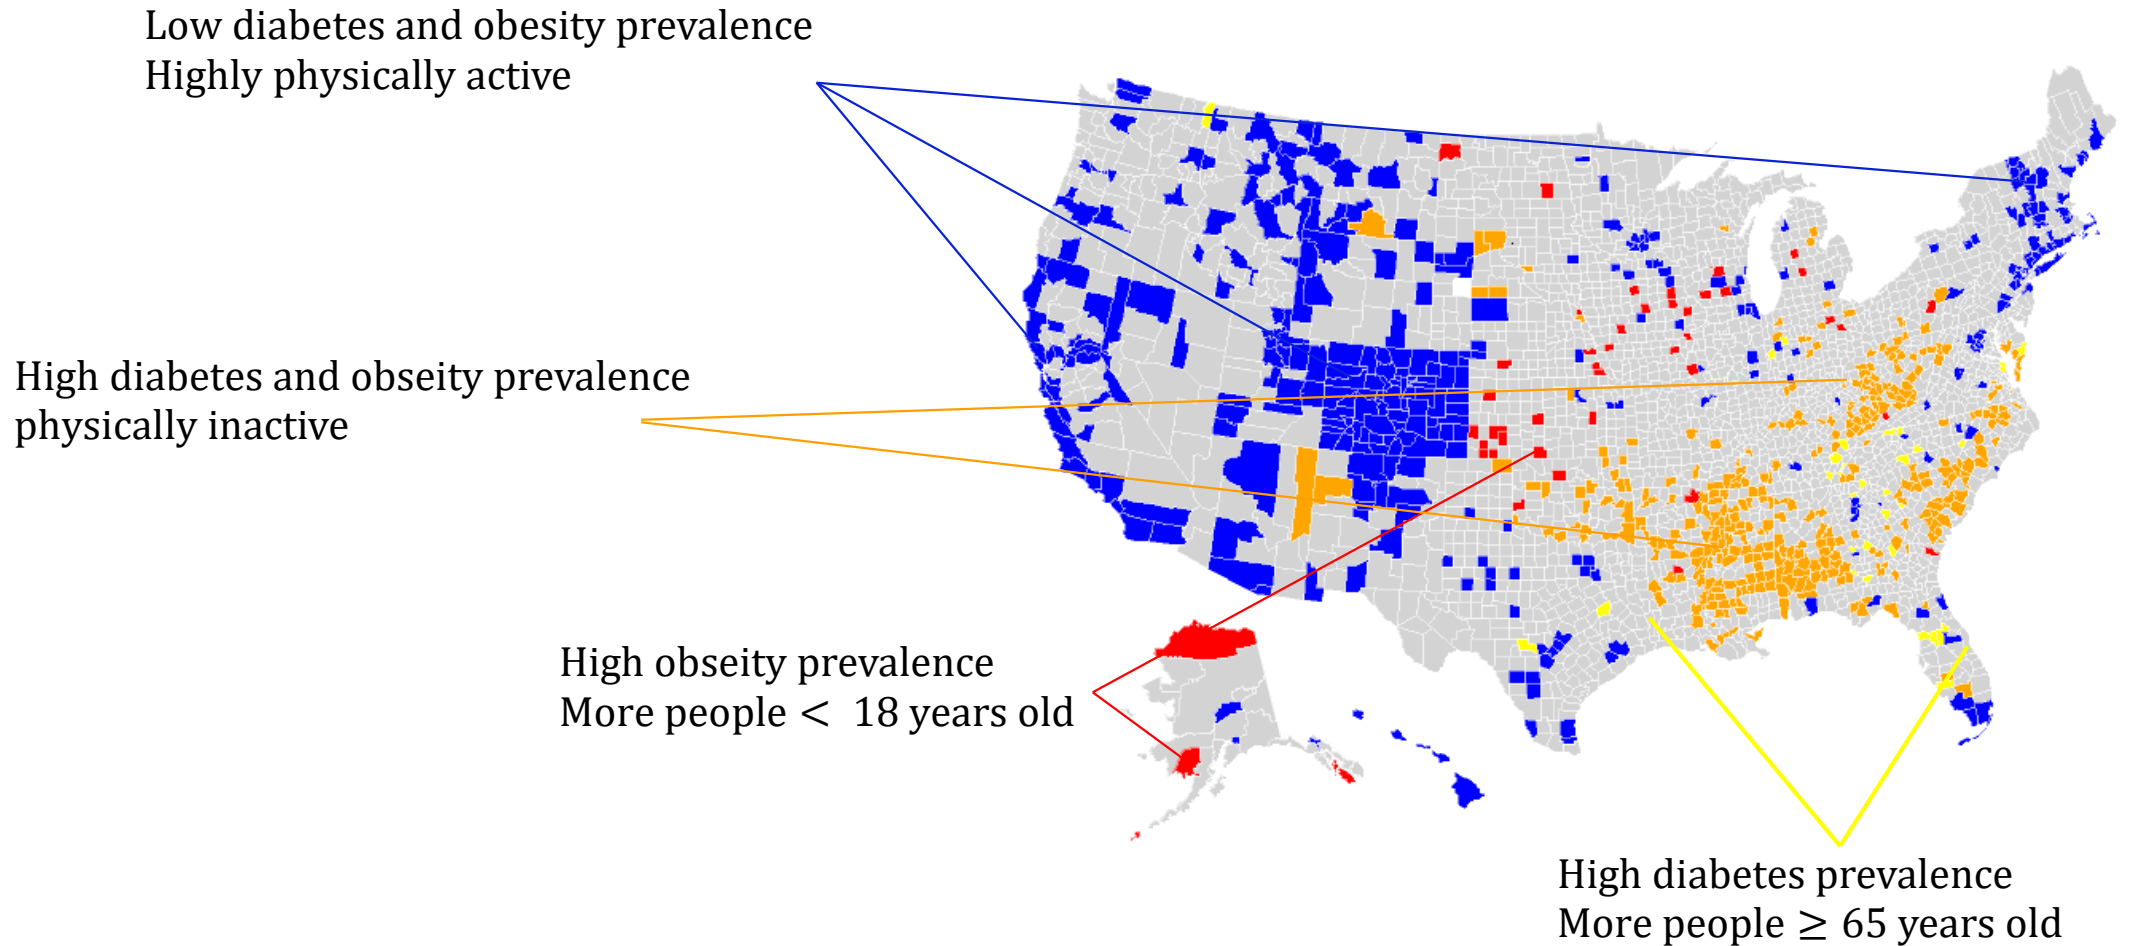 Low diabetes and obesity prevalence
Highly physically active
High diabetes and obseity prevalence
physically inactive
High obseity prevalence
More people < 18 years old
High diabetes prevalence
More people ≥ 65 years old